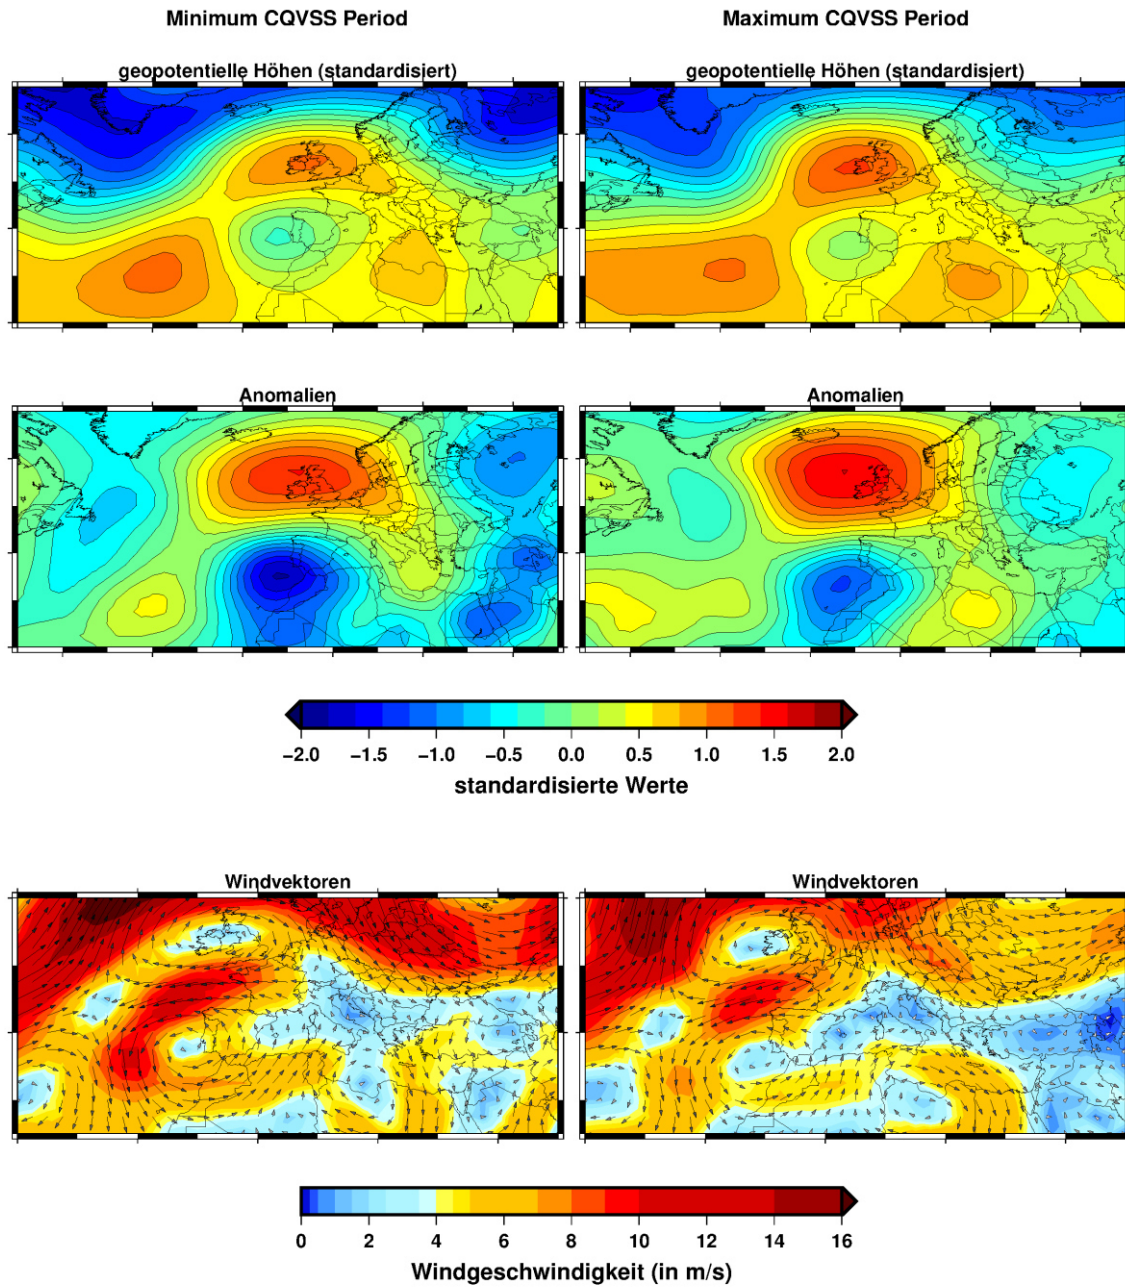 Minimum CQVSS Period
Maximum CQVSS Period
geopotentielle Höhen (standardisiert)
geopotentielle Höhen (standardisiert)
Anomalien
Anomalien
−2.0 −1.5 −1.0 −0.5 0.0 0.5 1.0 1.5 2.0
standardisierte Werte
Windvektoren
Windvektoren
0 2 4 6 8 10 12 14 16
Windgeschwindigkeit (in m/s)